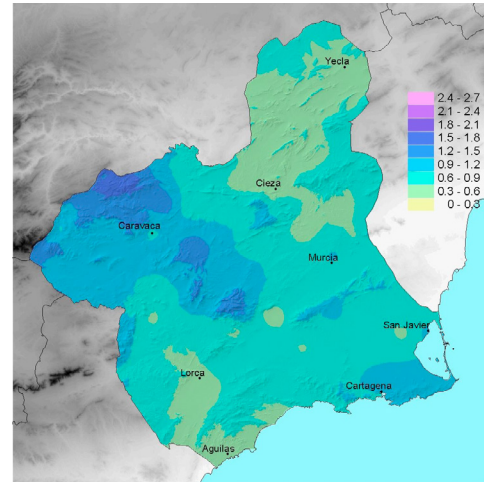 Yecla
2.4 - 2.7
2.1 - 2.4
1.8 - 2.1
1.5 - 1.8
1.2 - 1.5
0.9 - 1.2
0.6 - 0.9
0.3 - 0.6
0 - 0.3
Cieza
Caravaca
Murcia
San Javier
Lorca
Cartagena
Aguilas